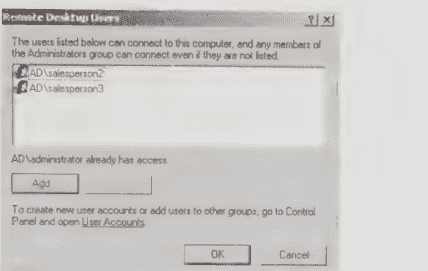 Remote Desktop Users
The users listed below can connect to this computer, and any members of
the Administrators group can connect even if they are not listed.
AD\salesperson2
AD\salesperson3
AD\administrator already has access.
Add
To create new user accounts or add users to other groups, go to Control
Panel and open User Accounts.
OK
Cancel